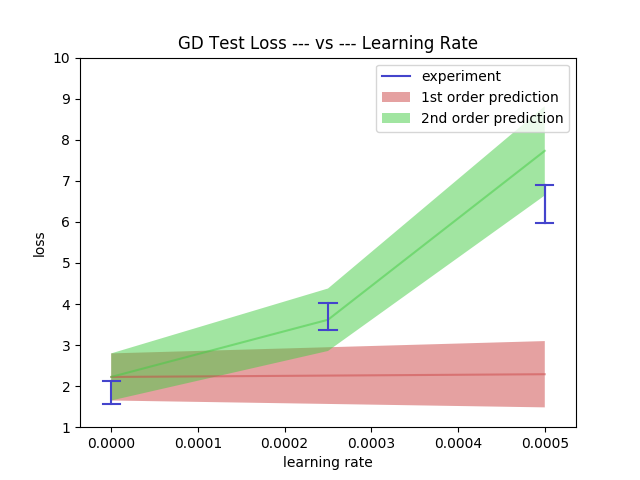 GD Test Loss --- vs --- Learning Rate
experiment
1st order prediction
2nd order prediction
loss
10
9
8
7
6
5
4
3
2
1
0.0000 0.0001 0.0002 0.0003 0.0004 0.0005
learning rate